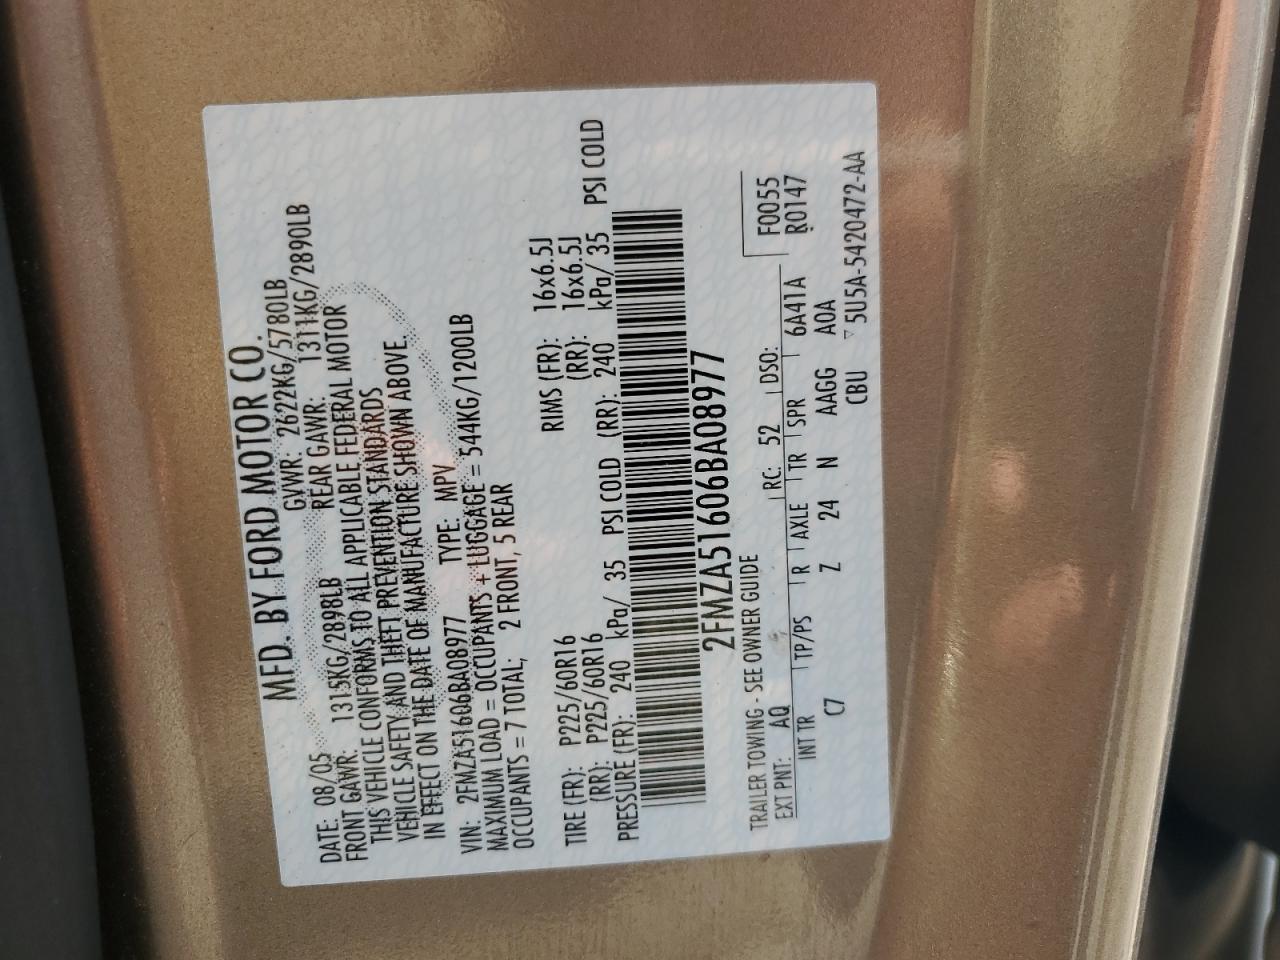 MFD. BY FORD MOTOR CO.
DATE: 08/05 GVWR: 2622KG/5780LB
FRONT GAWR: 1315KG/2898LB REAR GAWR: 1311KG/2890LB
THIS VEHICLE CONFORMS TO ALL APPLICABLE FEDERAL MOTOR
VEHICLE SAFETY AND THEFT PREVENTION STANDARDS
IN EFFECT ON THE DATE OF MANUFACTURE SHOWN ABOVE.
VIN: 2FMZA51606BA08977 TYPE: MPV
MAXIMUM LOAD = OCCUPANTS + LUGGAGE = 544KG/1200LB
OCCUPANTS = 7 TOTAL; 2 FRONT, 5 REAR
TIRE (FR): P225/60R16 RIMS (FR): 16x6.5J
(RR): P225/60R16 (RR): 16x6.5J
PRESSURE (FR): 240 kPa/ 35 PSI COLD (RR): 240 kPa/ 35 PSI COLD
2FMZA51606BA08977
TRAILER TOWING - SEE OWNER GUIDE
EXT PNT: AQ RC: 52 DSO: F0055
INT TR TP/PS R AXLE TR SPR 6A41A R0147
C7 Z 24 N AAGG A0A
CBU ▽ 5U5A-5420472-AA